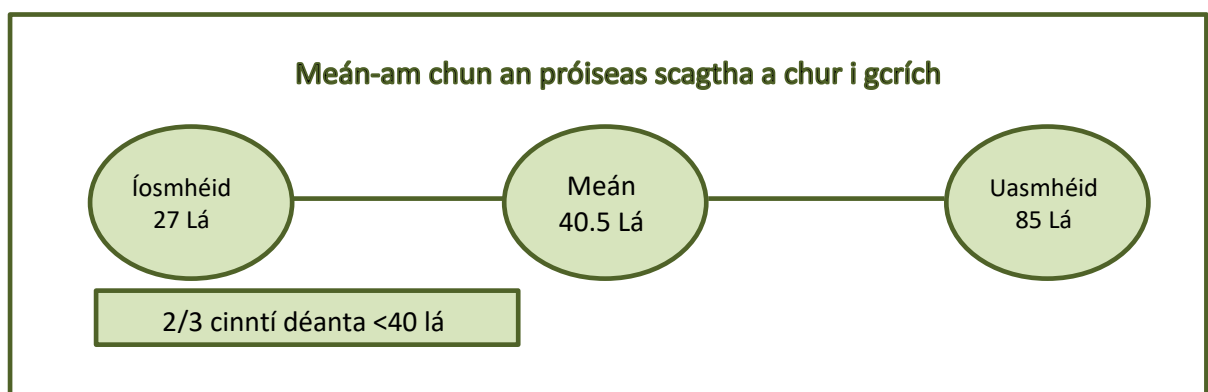 Meán-am chun an próiseas scagtha a chur i gcrích
Íosmhéid
27 Lá
Meán
40.5 Lá
Uasmhéid
85 Lá
2/3 cinntí déanta <40 lá